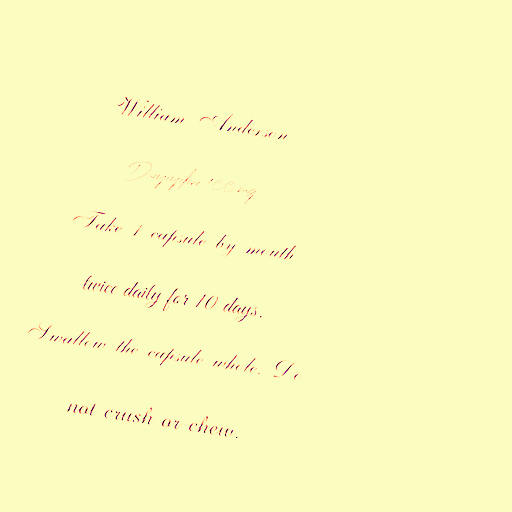 William Anderson
100mg
Take 1 capsule by mouth
twice daily for 10 days.
Swallow the capsule whole. Do
not crush or chew.